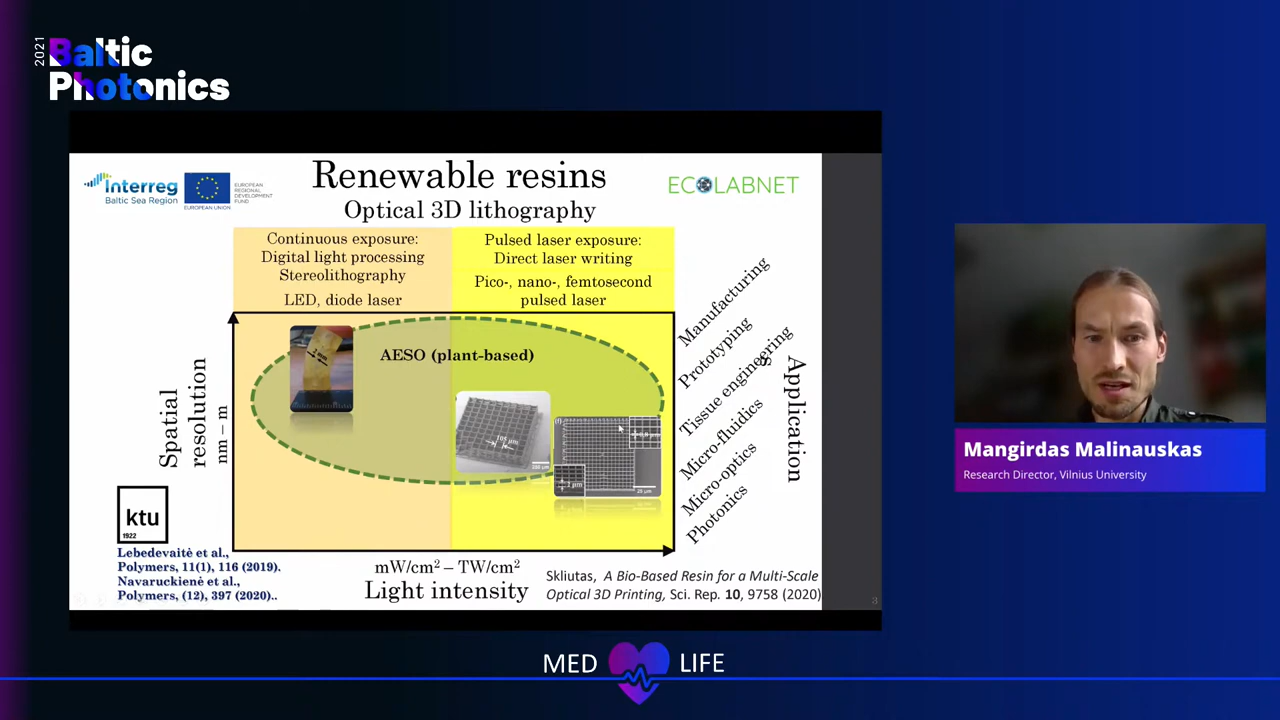 2021
Baltic
Photonics
Interreg
Baltic Sea Region
EUROPEAN UNION
EUROPEAN
REGIONAL
DEVELOPMENT
FUND
Renewable resins
Optical 3D lithography
ECOLABNET
Continuous exposure:
Digital light processing
Stereolithography
LED, diode laser
Pulsed laser exposure:
Direct laser writing
Pico-, nano-, femtosecond
pulsed laser
AESO (plant-based)
105 µm
1 µm
Spatial
resolution
nm – m
Manufacturing
Prototyping
Tissue engineering
Micro-fluidics
Micro-optics
Photonics
Application
ktu
1922
Lebedevaitė et al.,
Polymers, 11(1), 116 (2019).
Navaruckienė et al.,
Polymers, (12), 397 (2020)..
mW/cm² – TW/cm²
Light intensity
Skliutas, A Bio-Based Resin for a Multi-Scale
Optical 3D Printing, Sci. Rep. 10, 9758 (2020)
3
Mangirdas Malinauskas
Research Director, Vilnius University
MED LIFE